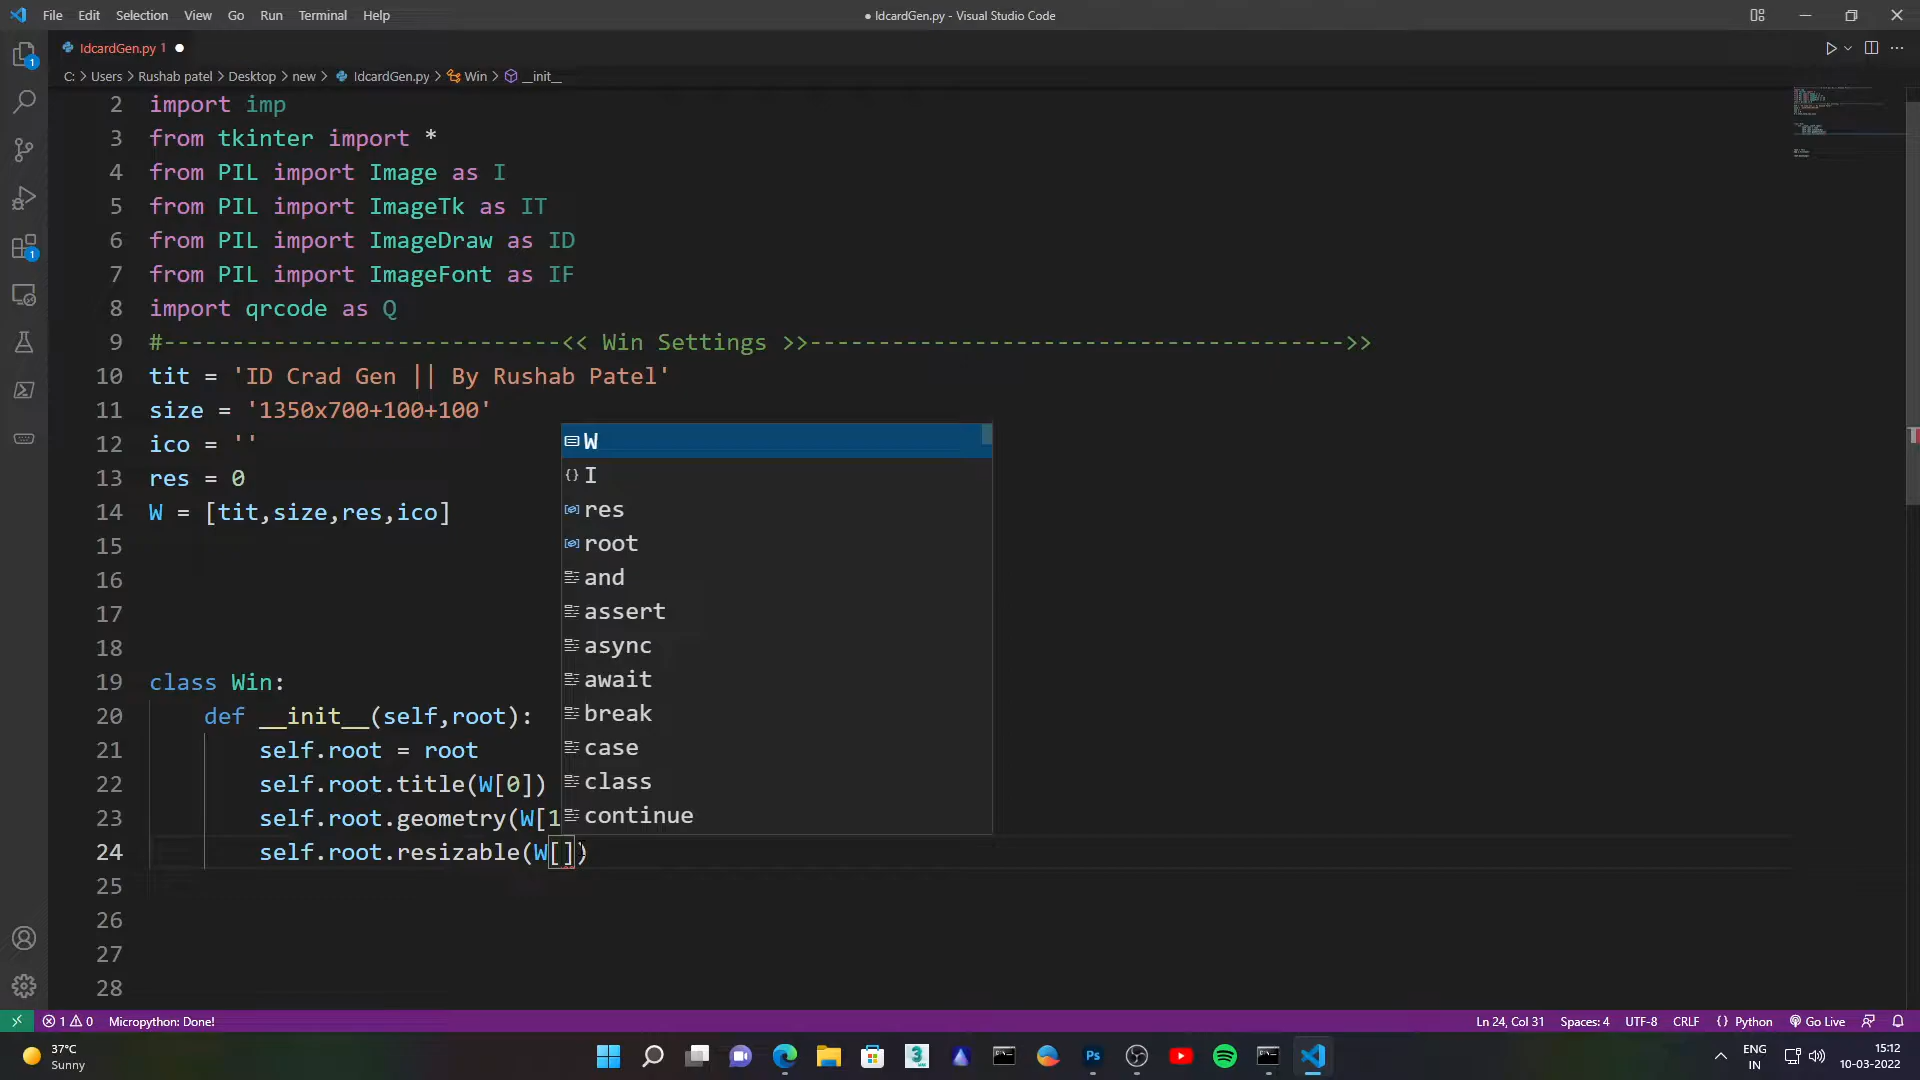 File Edit Selection View Go Run Terminal Help
● IdcardGen.py - Visual Studio Code
IdcardGen.py 1 ●
C: > Users > Rushab patel > Desktop > new > IdcardGen.py > Win > __init__
2 import imp
3 from tkinter import *
4 from PIL import Image as I
5 from PIL import ImageTk as IT
6 from PIL import ImageDraw as ID
7 from PIL import ImageFont as IF
8 import qrcode as Q
9 #-----------------------------<< Win Settings >>--------------------------------------->>
10 tit = 'ID Crad Gen || By Rushab Patel'
11 size = '1350x700+100+100'
12 ico = ''
13 res = 0
14 W = [tit,size,res,ico]
15
16
17
18
19 class Win:
20 def __init__(self,root):
21 self.root = root
22 self.root.title(W[0])
23 self.root.geometry(W[1
24 self.root.resizable(W[])
25
26
27
28
W
I
res
root
and
assert
async
await
break
case
class
continue
1 0 Micropython: Done!
Ln 24, Col 31 Spaces: 4 UTF-8 CRLF Python Go Live
37°C
Sunny
Ps
ENG
IN
15:12
10-03-2022